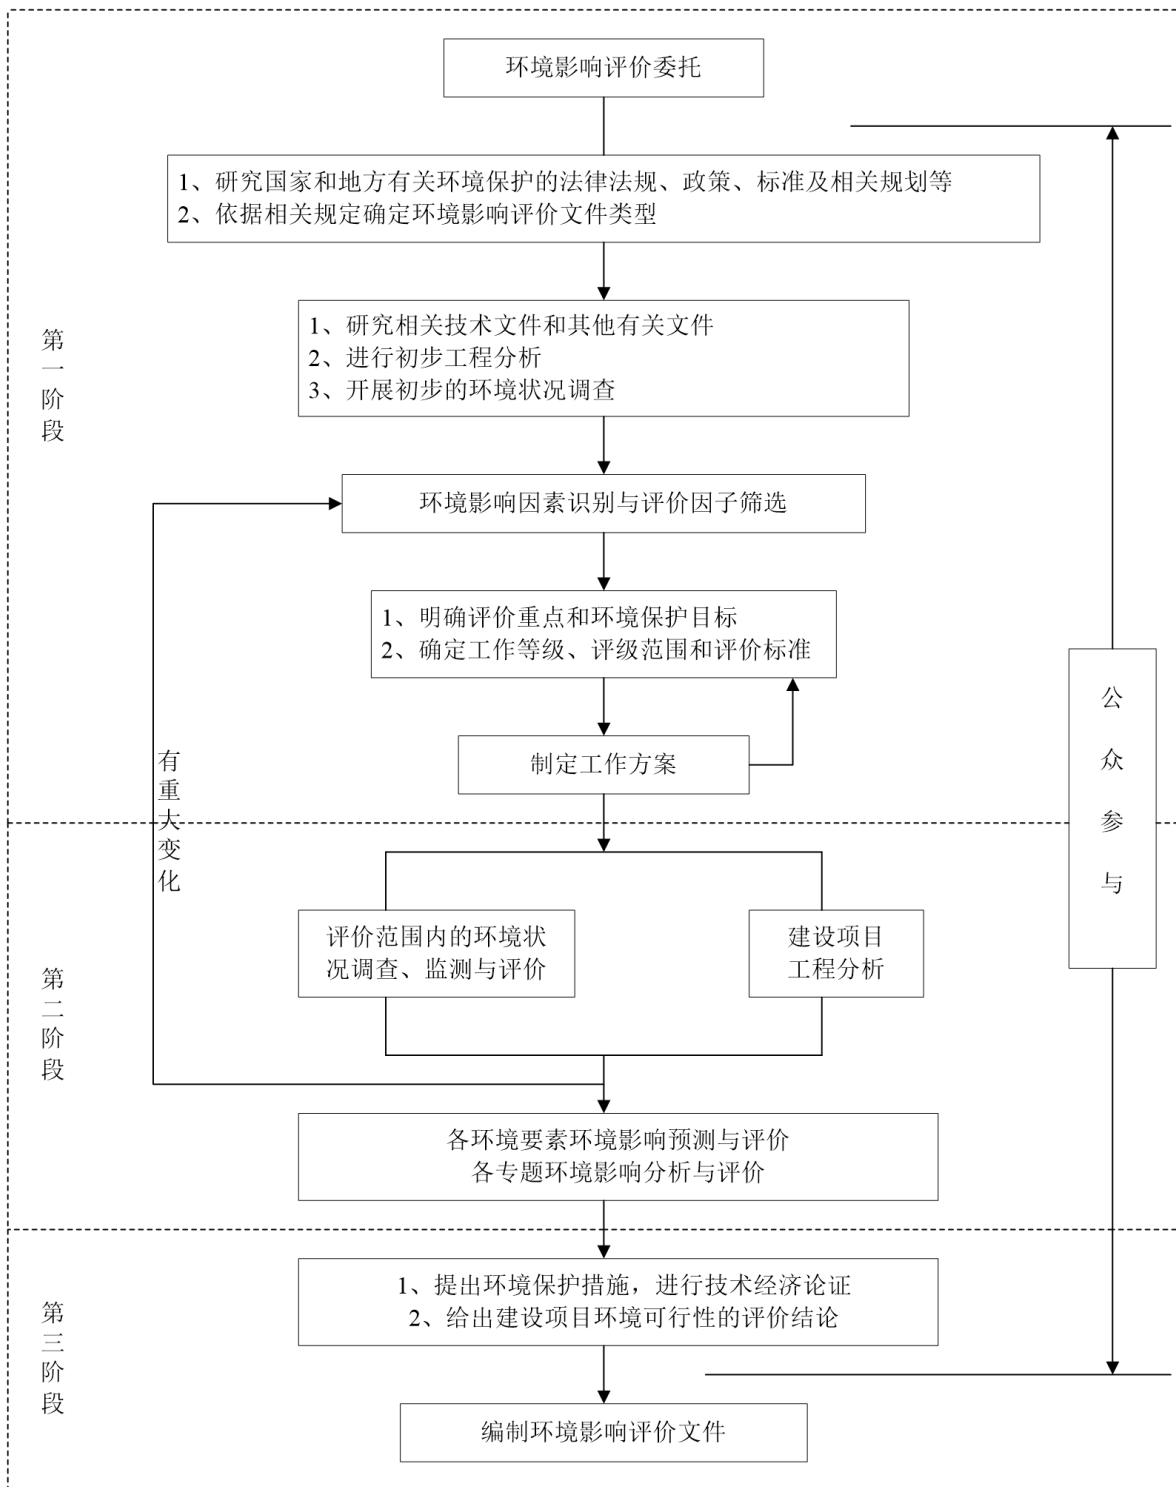 环境影响评价委托
1、研究国家和地方有关环境保护的法律法规、政策、标准及相关规划等
2、依据相关规定确定环境影响评价文件类型
第一阶段
1、研究相关技术文件和其他有关文件
2、进行初步工程分析
3、开展初步的环境状况调查
环境影响因素识别与评价因子筛选
1、明确评价重点和环境保护目标
2、确定工作等级、评级范围和评价标准
公众参与
制定工作方案
有重大变化
第二阶段
评价范围内的环境状
况调查、监测与评价
建设项目
工程分析
各环境要素环境影响预测与评价
各专题环境影响分析与评价
第三阶段
1、提出环境保护措施，进行技术经济论证
2、给出建设项目环境可行性的评价结论
编制环境影响评价文件